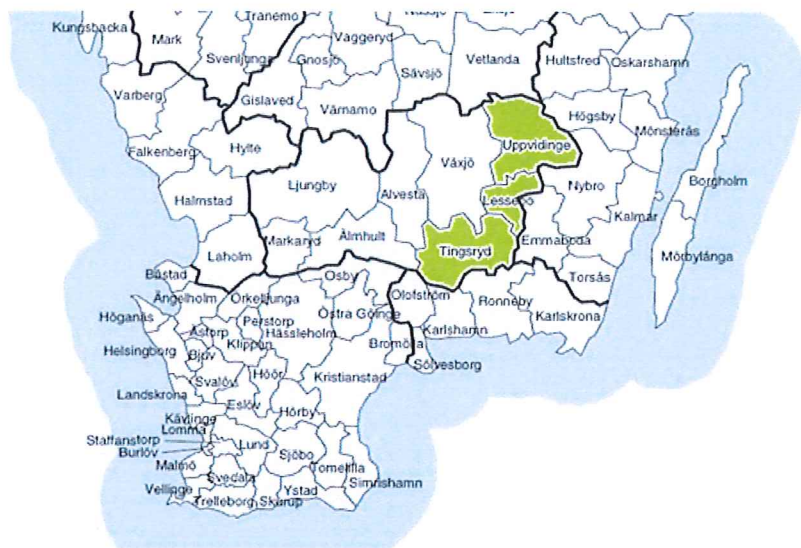 Kungsbacka
Mark
Tranemo
Nässjö
Svenljunga
Vaggeryd
Gnosjö
Sävsjö
Vetlanda
Hultsfred
Oskarshamn
Varberg
Gislaved
Värnamo
Högsby
Mönsterås
Falkenberg
Hylte
Uppvidinge
Växjö
Ljungby
Alvesta
Lessebo
Nybro
Borgholm
Halmstad
Kalmar
Laholm
Markaryd
Älmhult
Tingsryd
Emmaboda
Mörbylånga
Båstad
Osby
Torsås
Ängelholm
Örkelljunga
Olofström
Ronneby
Höganäs
Perstorp
Östra Göinge
Karlshamn
Karlskrona
Åstorp
Klippan
Hässleholm
Helsingborg
Bjuv
Bromölla
Sölvesborg
Svalöv
Höör
Kristianstad
Landskrona
Eslöv
Hörby
Kävlinge
Lomma
Staffanstorp
Burlöv
Lund
Sjöbo
Malmö
Svedala
Tomelilla
Simrishamn
Vellinge
Trelleborg
Skurup
Ystad